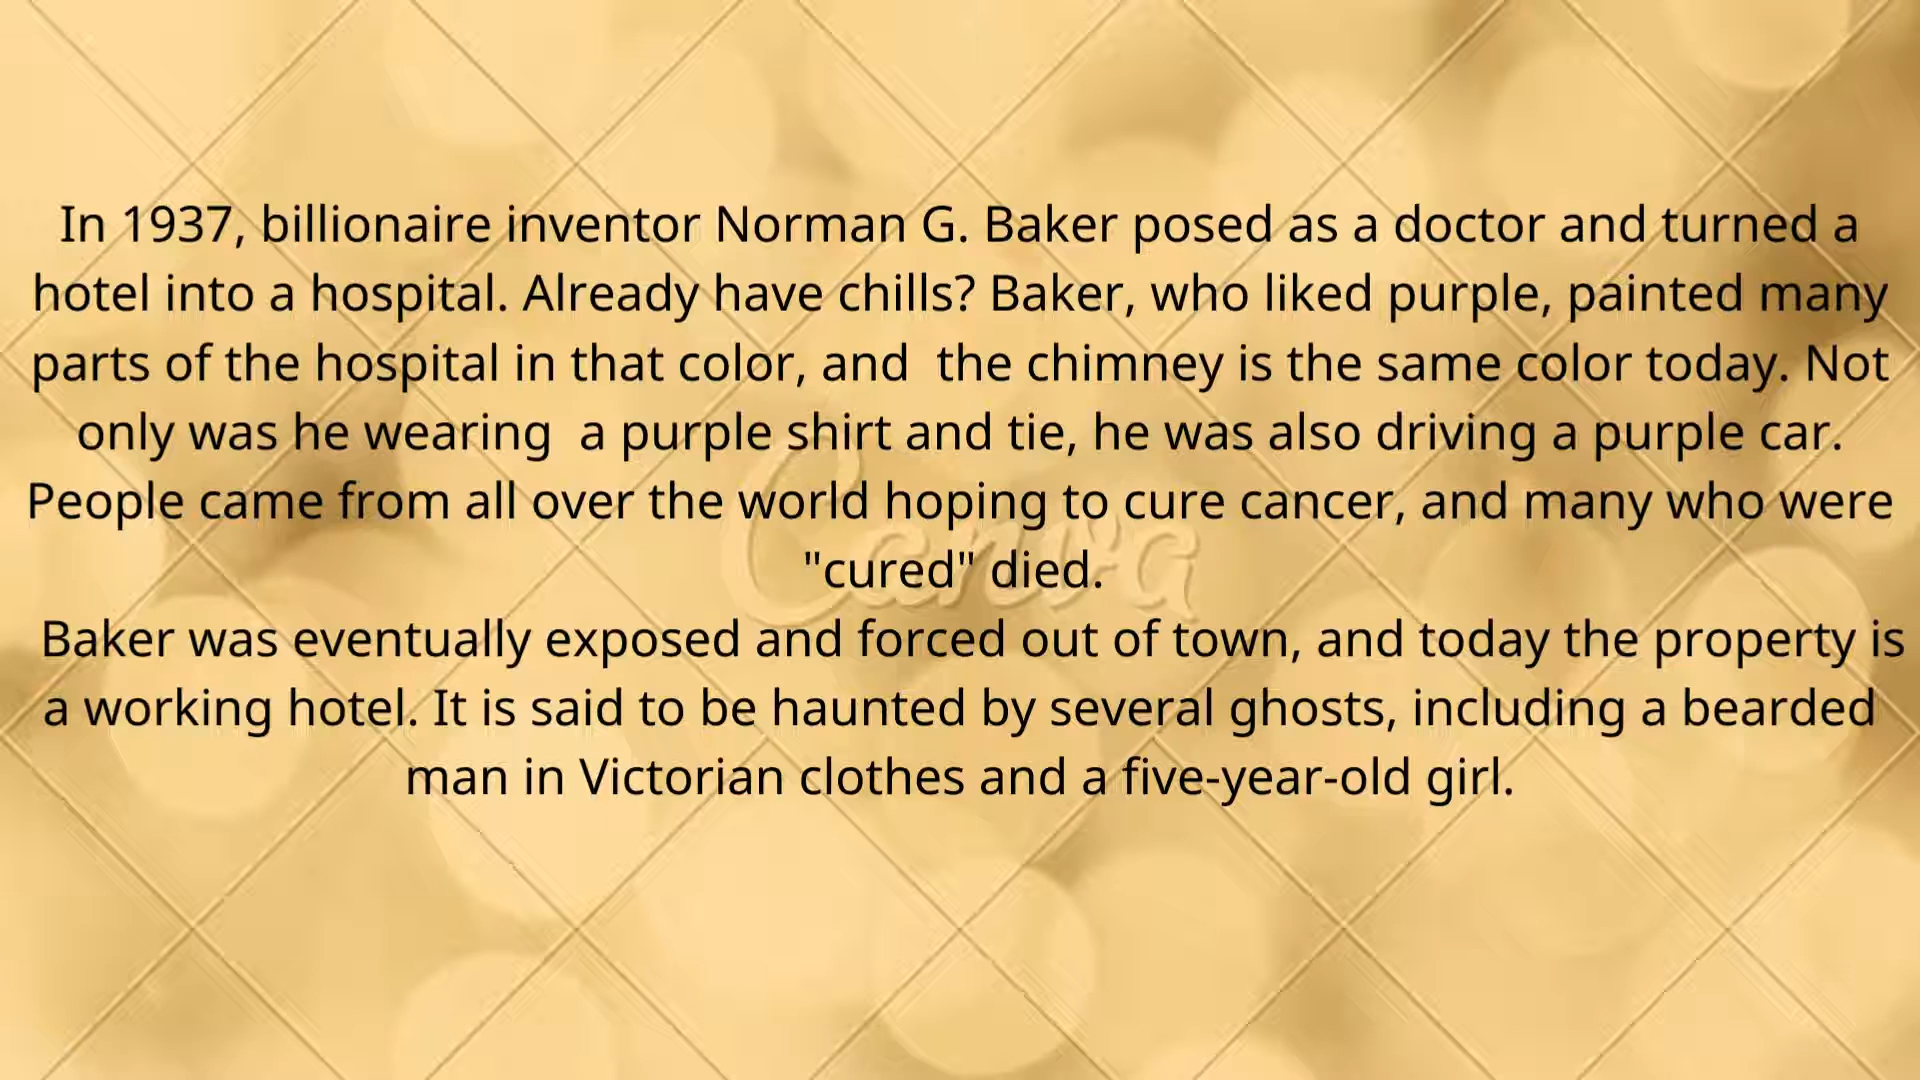 In 1937, billionaire inventor Norman G. Baker posed as a doctor and turned a
hotel into a hospital. Already have chills? Baker, who liked purple, painted many
parts of the hospital in that color, and  the chimney is the same color today. Not
only was he wearing  a purple shirt and tie, he was also driving a purple car.
People came from all over the world hoping to cure cancer, and many who were
"cured" died.
Canva
Baker was eventually exposed and forced out of town, and today the property is
a working hotel. It is said to be haunted by several ghosts, including a bearded
man in Victorian clothes and a five-year-old girl.